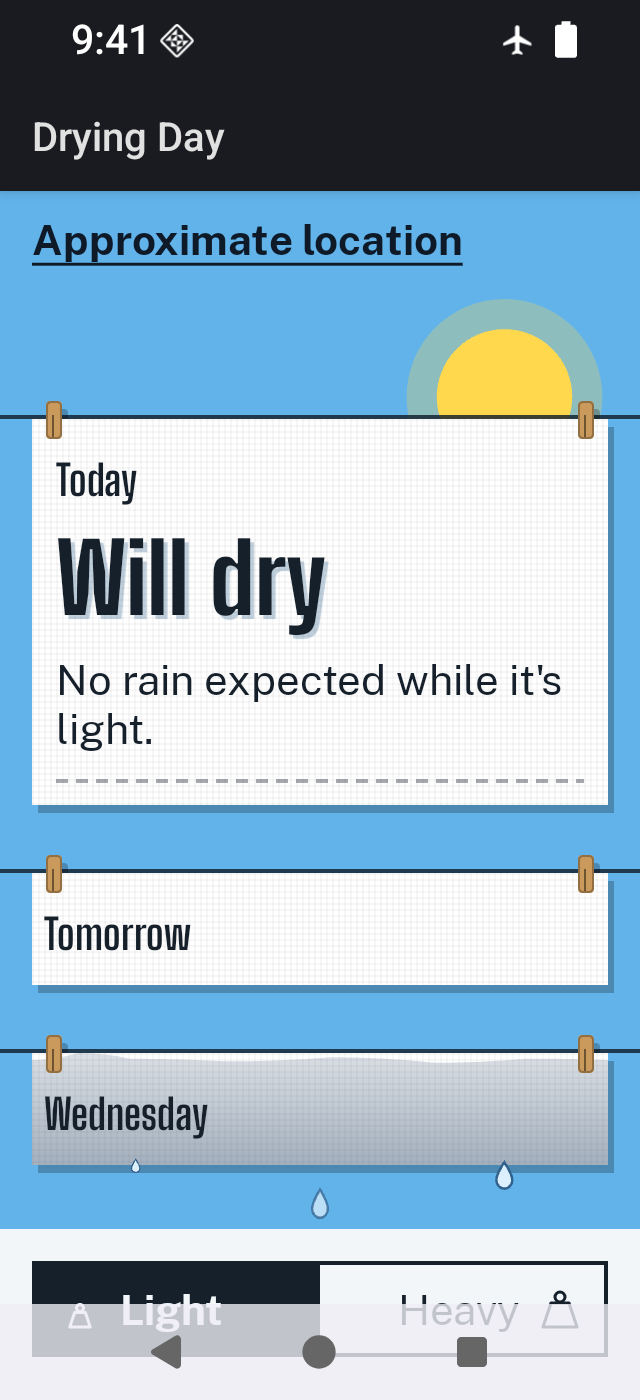 9:41
Drying Day
Approximate location
Today
Will dry
No rain expected while it's
light.
Tomorrow
Wednesday
Light
Heavy